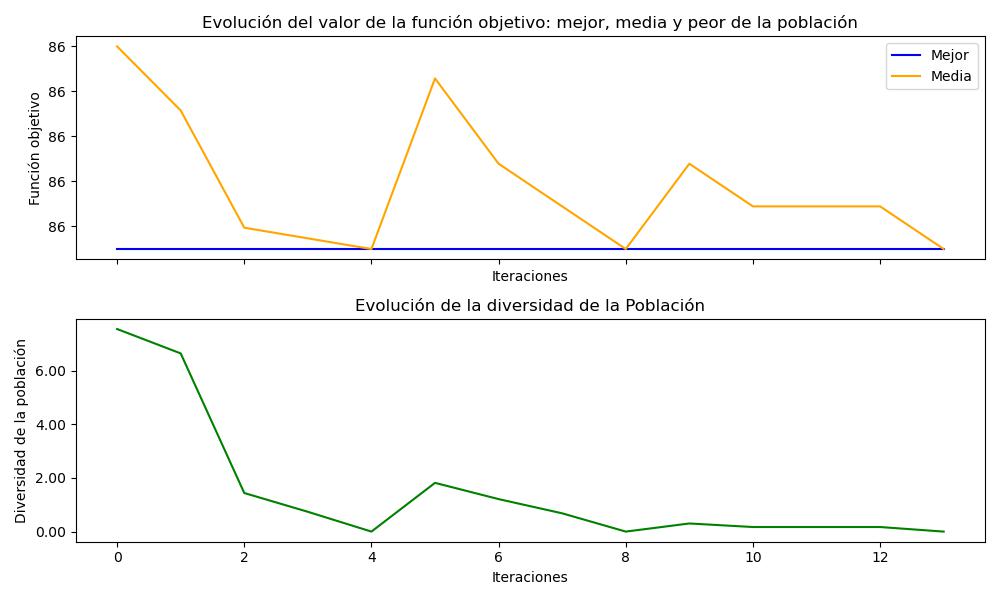 Evolución del valor de la función objetivo: mejor, media y peor de la población
Función objetivo
86
86
86
86
86
Mejor
Media
Iteraciones
Evolución de la diversidad de la Población
Diversidad de la población
6.00
4.00
2.00
0.00
0 2 4 6 8 10 12
Iteraciones